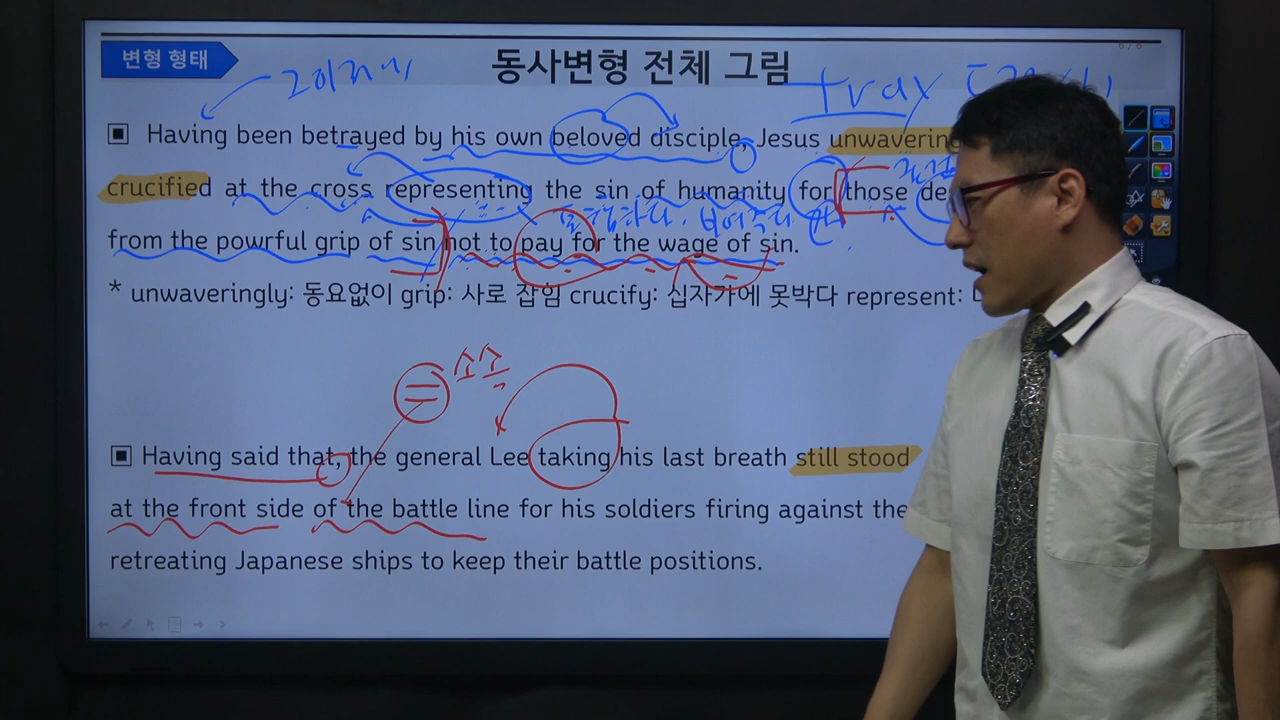 변형 형태
동사변형 전체 그림
tray
Having been betrayed by his own beloved disciple, Jesus
crucified at the cross representing the sin of humanity for those
from the powrful grip of sin not to pay for the wage of sin.
* unwaveringly: 동요없이 grip: 사로 잡임 crucify: 십자가에 못박다 represent:
소소
Having said that, the general Lee taking his last breath still stood
at the front side of the battle line for his soldiers firing against the
retreating Japanese ships to keep their battle positions.